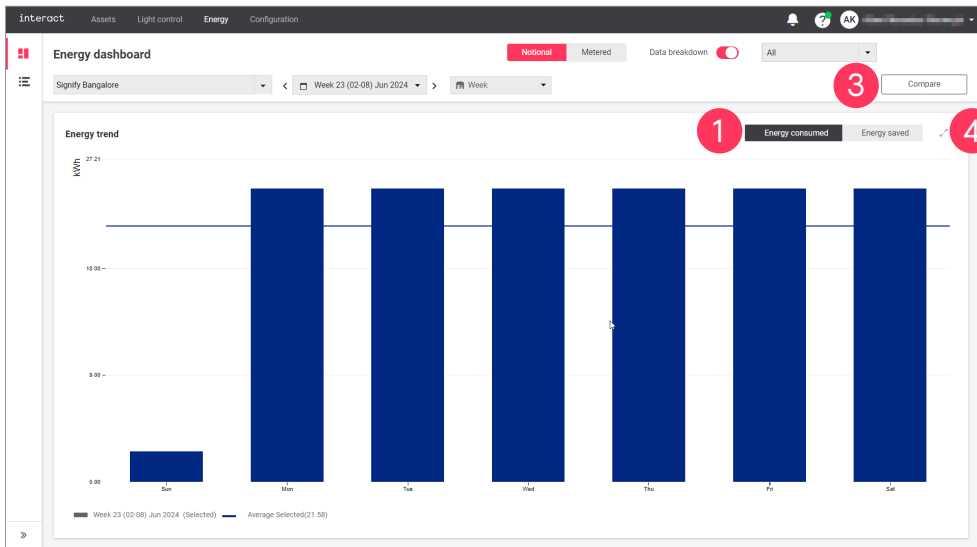 interact Assets Light control Energy Configuration ? AK
Energy dashboard Notional Metered Data breakdown All
Signify Bangalore Week 23 (02-08) Jun 2024 Week 3 Compare
Energy trend 1 Energy consumed Energy saved 4
kWh
27.21
18.00
9.00
0.00
Sun Mon Tue Wed Thu Fri Sat
Week 23 (02-08) Jun 2024 (Selected) Average Selected(21.58)